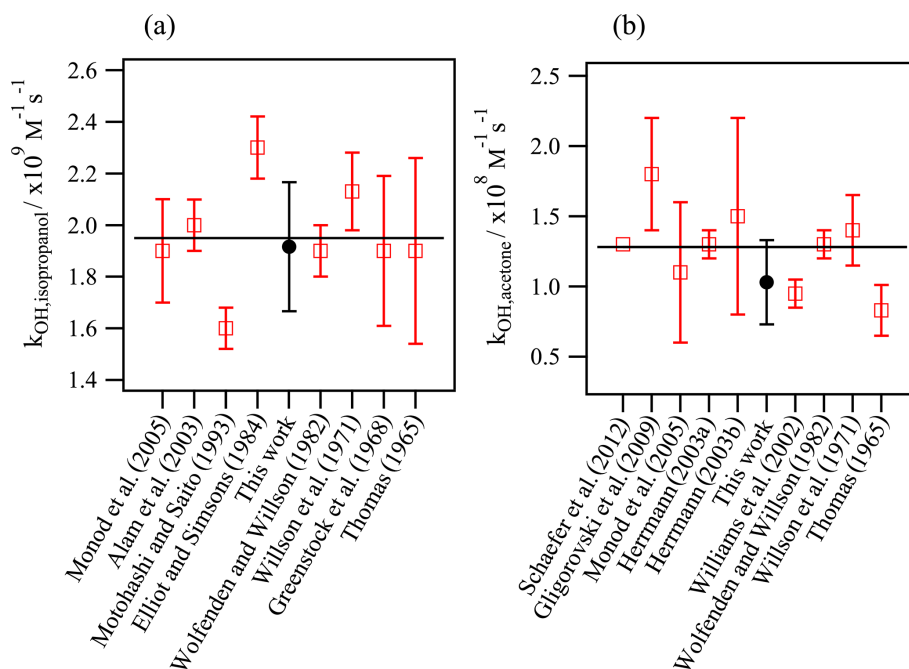 (a)
k_OH,isopropanol / x10^9 M^-1 s^-1
2.6
2.4
2.2
2.0
1.8
1.6
1.4
Monod et al. (2005)
Alam et al. (2003)
Motohashi and Saito (1993)
Elliot and Simsons (1984)
This work
Wolfenden and Willson (1982)
Willson et al. (1971)
Greenstock et al. (1968)
Thomas (1965)
(b)
k_OH,acetone / x10^8 M^-1 s^-1
2.5
2.0
1.5
1.0
0.5
Schaefer et al. (2012)
Gligorovski et al. (2009)
Monod et al. (2005)
Herrmann (2003a)
Herrmann (2003b)
This work
Williams et al. (2002)
Wolfenden and Willson (1982)
Willson et al. (1971)
Thomas (1965)